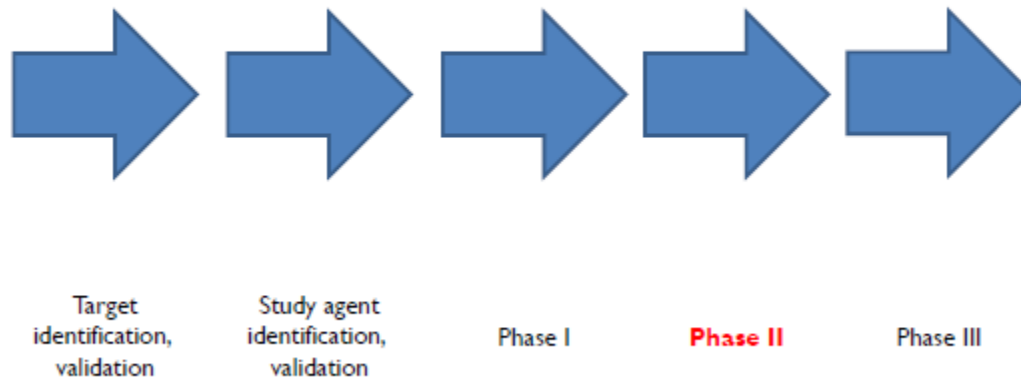 Target
identification,
validation
Study agent
identification,
validation
Phase I
Phase II
Phase III